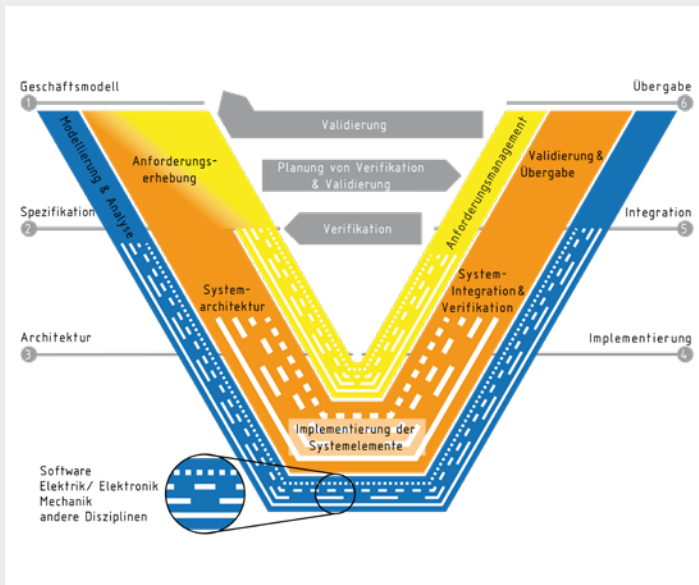 Geschäftsmodell
1
Übergabe
6
Validierung
Modellierung & Analyse
Anforderungs-
erhebung
Planung von Verifikation
& Validierung
Anforderungsmanagement
Validierung &
Übergabe
Spezifikation
2
Verifikation
Integration
5
System-
architektur
System-
Integration &
Verifikation
Architektur
3
Implementierung
4
Implementierung der
Systemelemente
Software
Elektrik/ Elektronik
Mechanik
andere Disziplinen